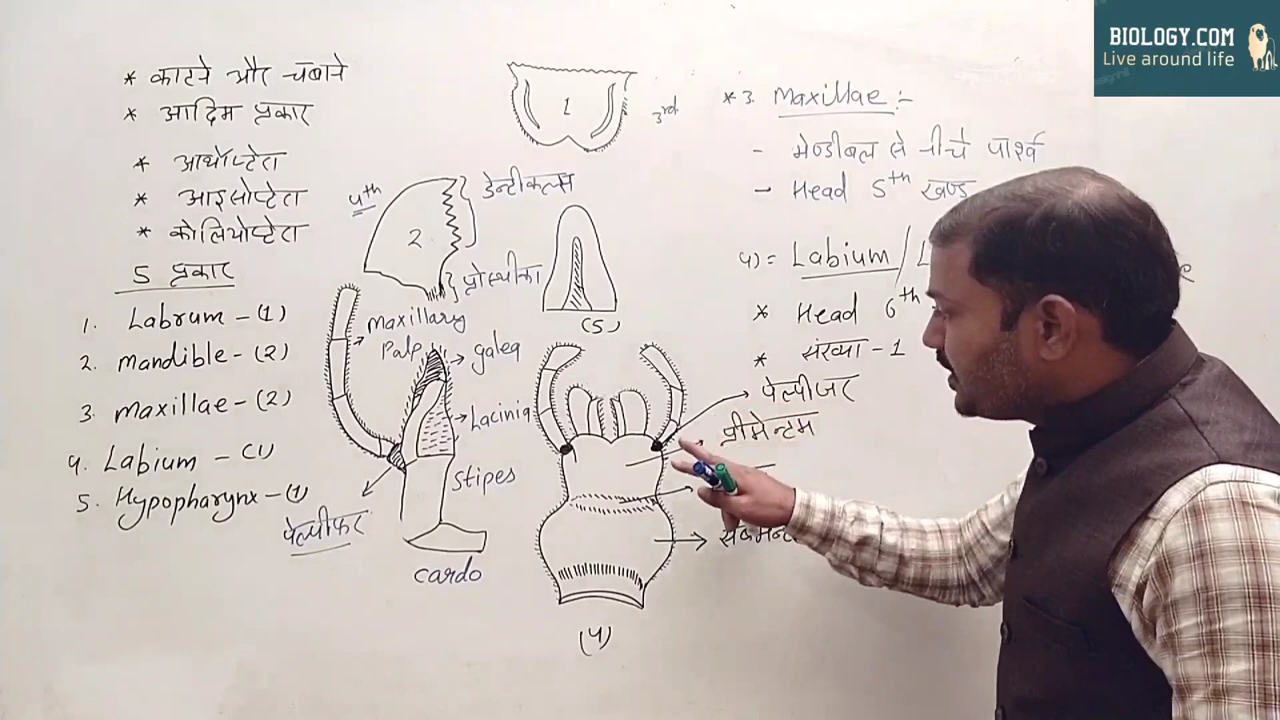 BIOLOGY.COM
Live around life
* काटने और चबाने
* आदिम प्रकार
* आर्थोप्टेरा
* आइसोप्टेरा
* कोलियोप्टेरा
5 प्रकार
1. Labrum - (1)
2. mandible - (2)
3. maxillae - (2)
4. Labium - (1)
5. Hypopharynx - (1)
1
3rd
4th
2
डेन्टीकल्स
प्रोस्थीका
maxillary
Palp
galea
Lacinia
Stipes
cardo
पेल्पीफर
(5)
पेल्पीजर
प्रीमेन्टम
(4)
* 3. Maxillae :-
- मेण्डीबल से नीचे पार्श्व
- Head 5th खण्ड
4) = Labium /
* Head 6th
* संख्या - 1